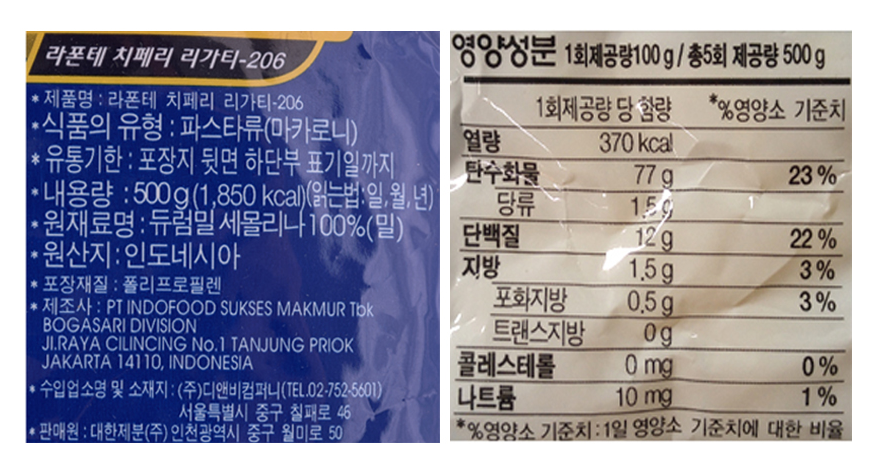 라폰테 치페리 리가티-206
* 제품명 : 라폰테 치페리 리가티-206
* 식품의 유형 : 파스타류(마카로니)
* 유통기한 : 포장지 뒷면 하단부 표기일까지
* 내용량 : 500g(1,850 kcal)(읽는법:일,월,년)
* 원재료명 : 듀럼밀 세몰리나 100%(밀)
* 원산지 : 인도네시아
* 포장재질 : 폴리프로필렌
* 제조사 : PT INDOFOOD SUKSES MAKMUR Tbk
BOGASARI DIVISION
JI.RAYA CILINCING No.1 TANJUNG PRIOK
JAKARTA 14110, INDONESIA
* 수입업소명 및 소재지 : (주)디앤비컴퍼니(TEL.02-752-5601)
서울특별시 중구 칠패로 46
* 판매원 : 대한제분(주) 인천광역시 중구 월미로 50
영양성분 1회제공량100g / 총5회 제공량 500g
1회제공량 당 함량 *%영양소 기준치
열량 370 kcal
탄수화물 77 g 23%
당류 1.5 g
단백질 12 g 22%
지방 1.5 g 3%
포화지방 0.5 g 3%
트랜스지방 0 g
콜레스테롤 0 mg 0%
나트륨 10 mg 1%
*%영양소 기준치 : 1일 영양소 기준치에 대한 비율